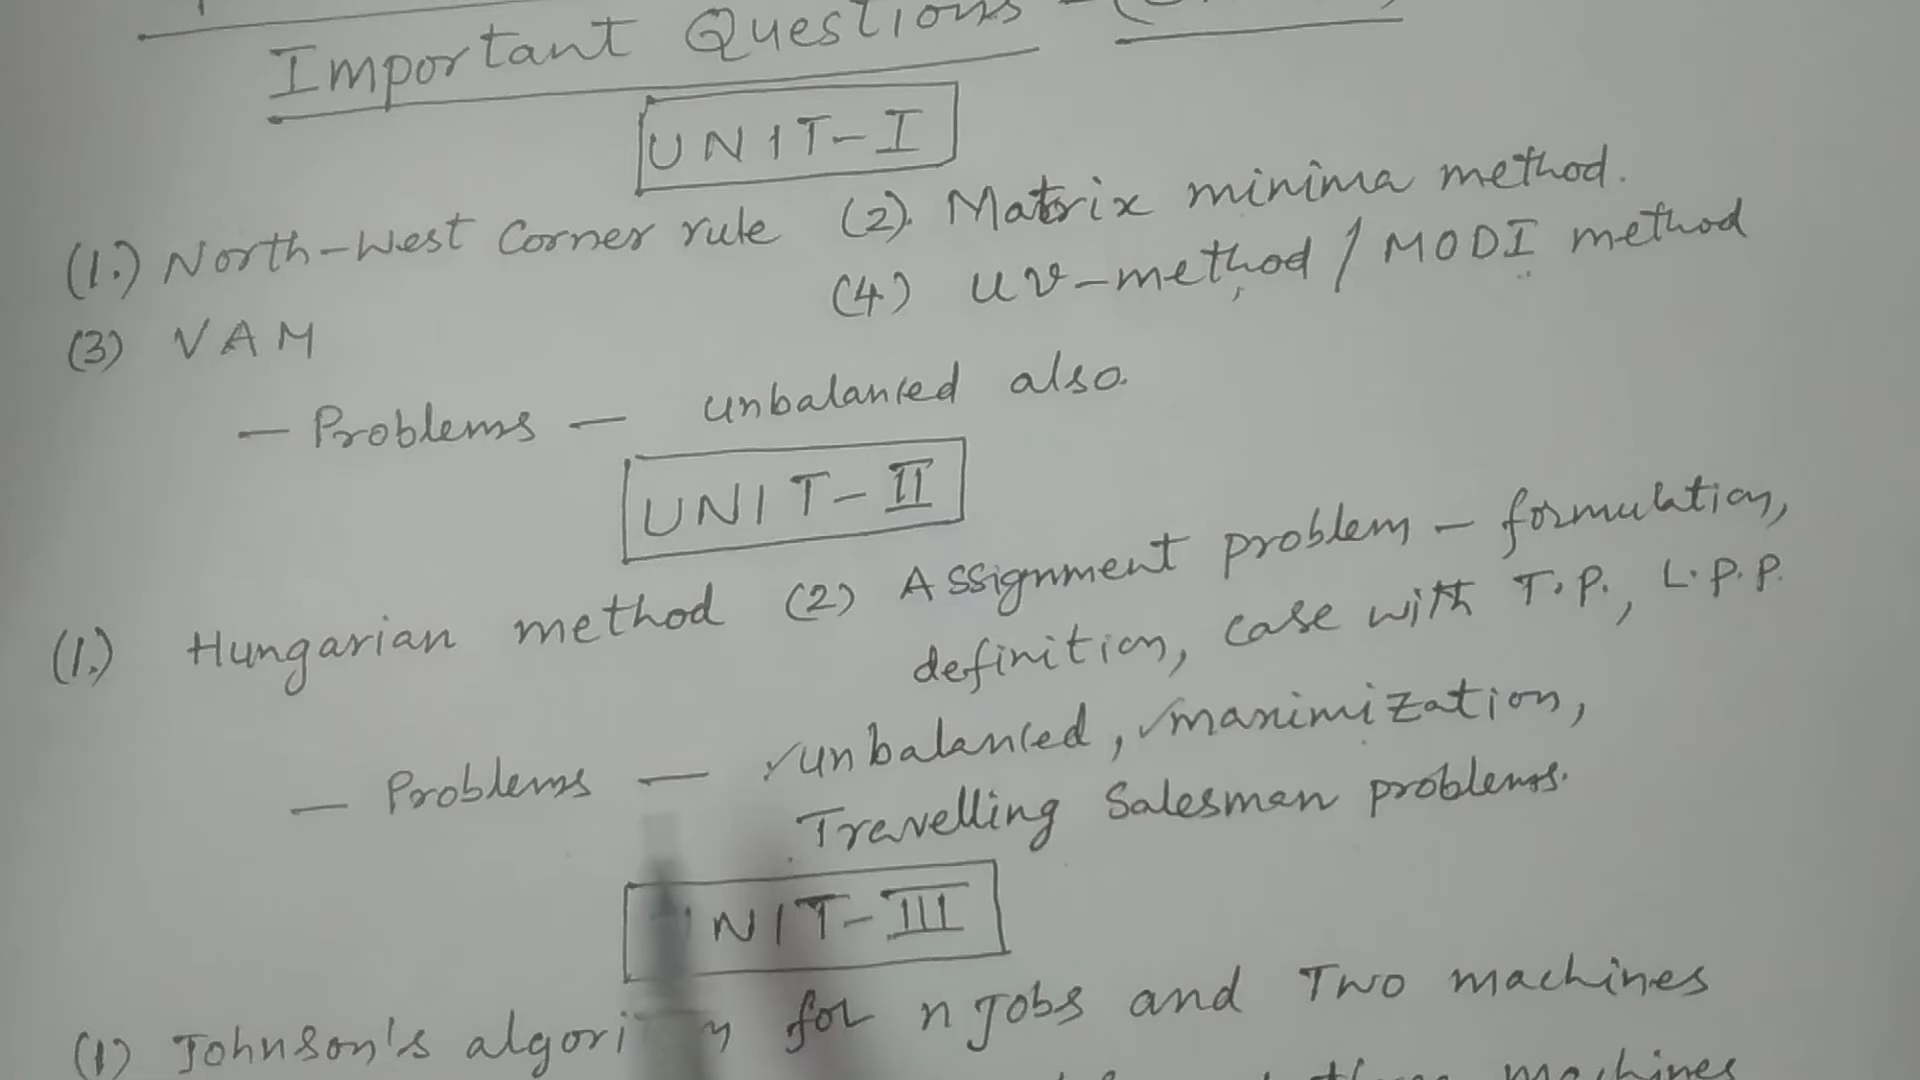 Important Questions
UNIT-I
(1.) North-West Corner rule (2). Matrix minima method.
(3) VAM (4) UV-method / MODI method
- Problems - unbalanced also.
UNIT-II
(1.) Hungarian method (2) Assignment problem - formulation,
definition, case with T.P., L.P.P.
- Problems - ✓unbalanced, ✓maximization,
Travelling Salesman problems.
UNIT-III
(1) Johnson's for n Jobs and Two machines
machines